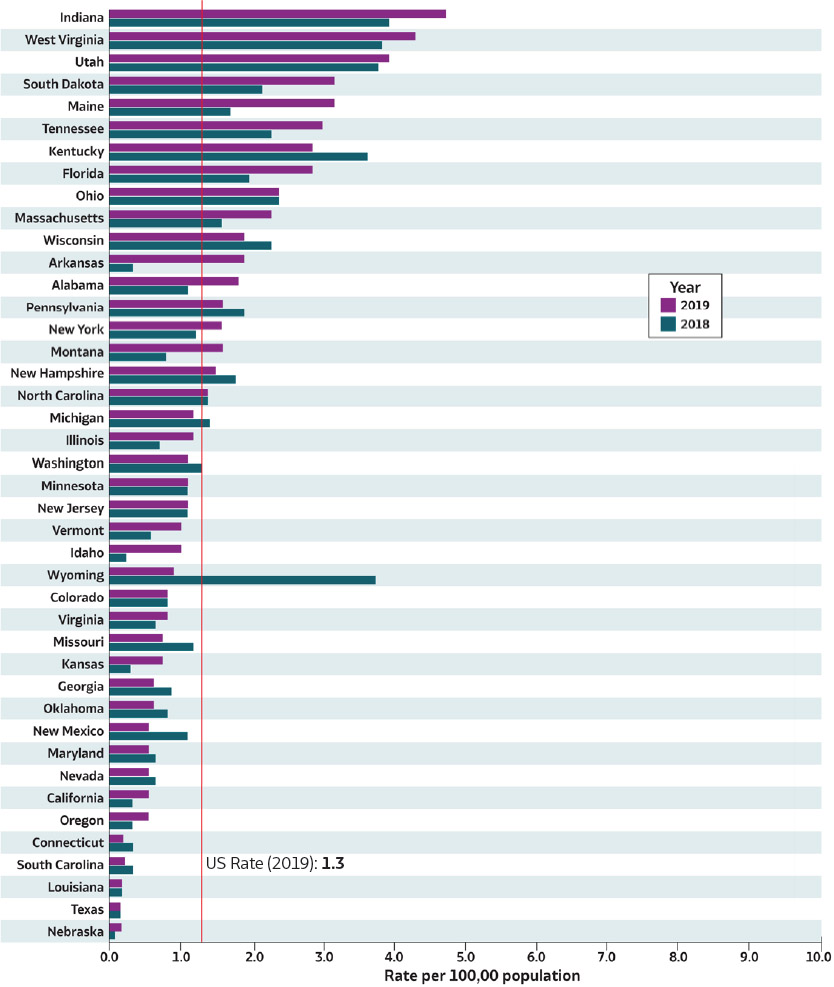 Indiana
West Virginia
Utah
South Dakota
Maine
Tennessee
Kentucky
Florida
Ohio
Massachusetts
Wisconsin
Arkansas
Alabama
Pennsylvania
New York
Montana
New Hampshire
North Carolina
Michigan
Illinois
Washington
Minnesota
New Jersey
Vermont
Idaho
Wyoming
Colorado
Virginia
Missouri
Kansas
Georgia
Oklahoma
New Mexico
Maryland
Nevada
California
Oregon
Connecticut
South Carolina
Louisiana
Texas
Nebraska
Year
2019
2018
US Rate (2019): 1.3
0.0 1.0 2.0 3.0 4.0 5.0 0.0 6.0 7.0 8.0 9.0 10.0
Rate per 100,00 population